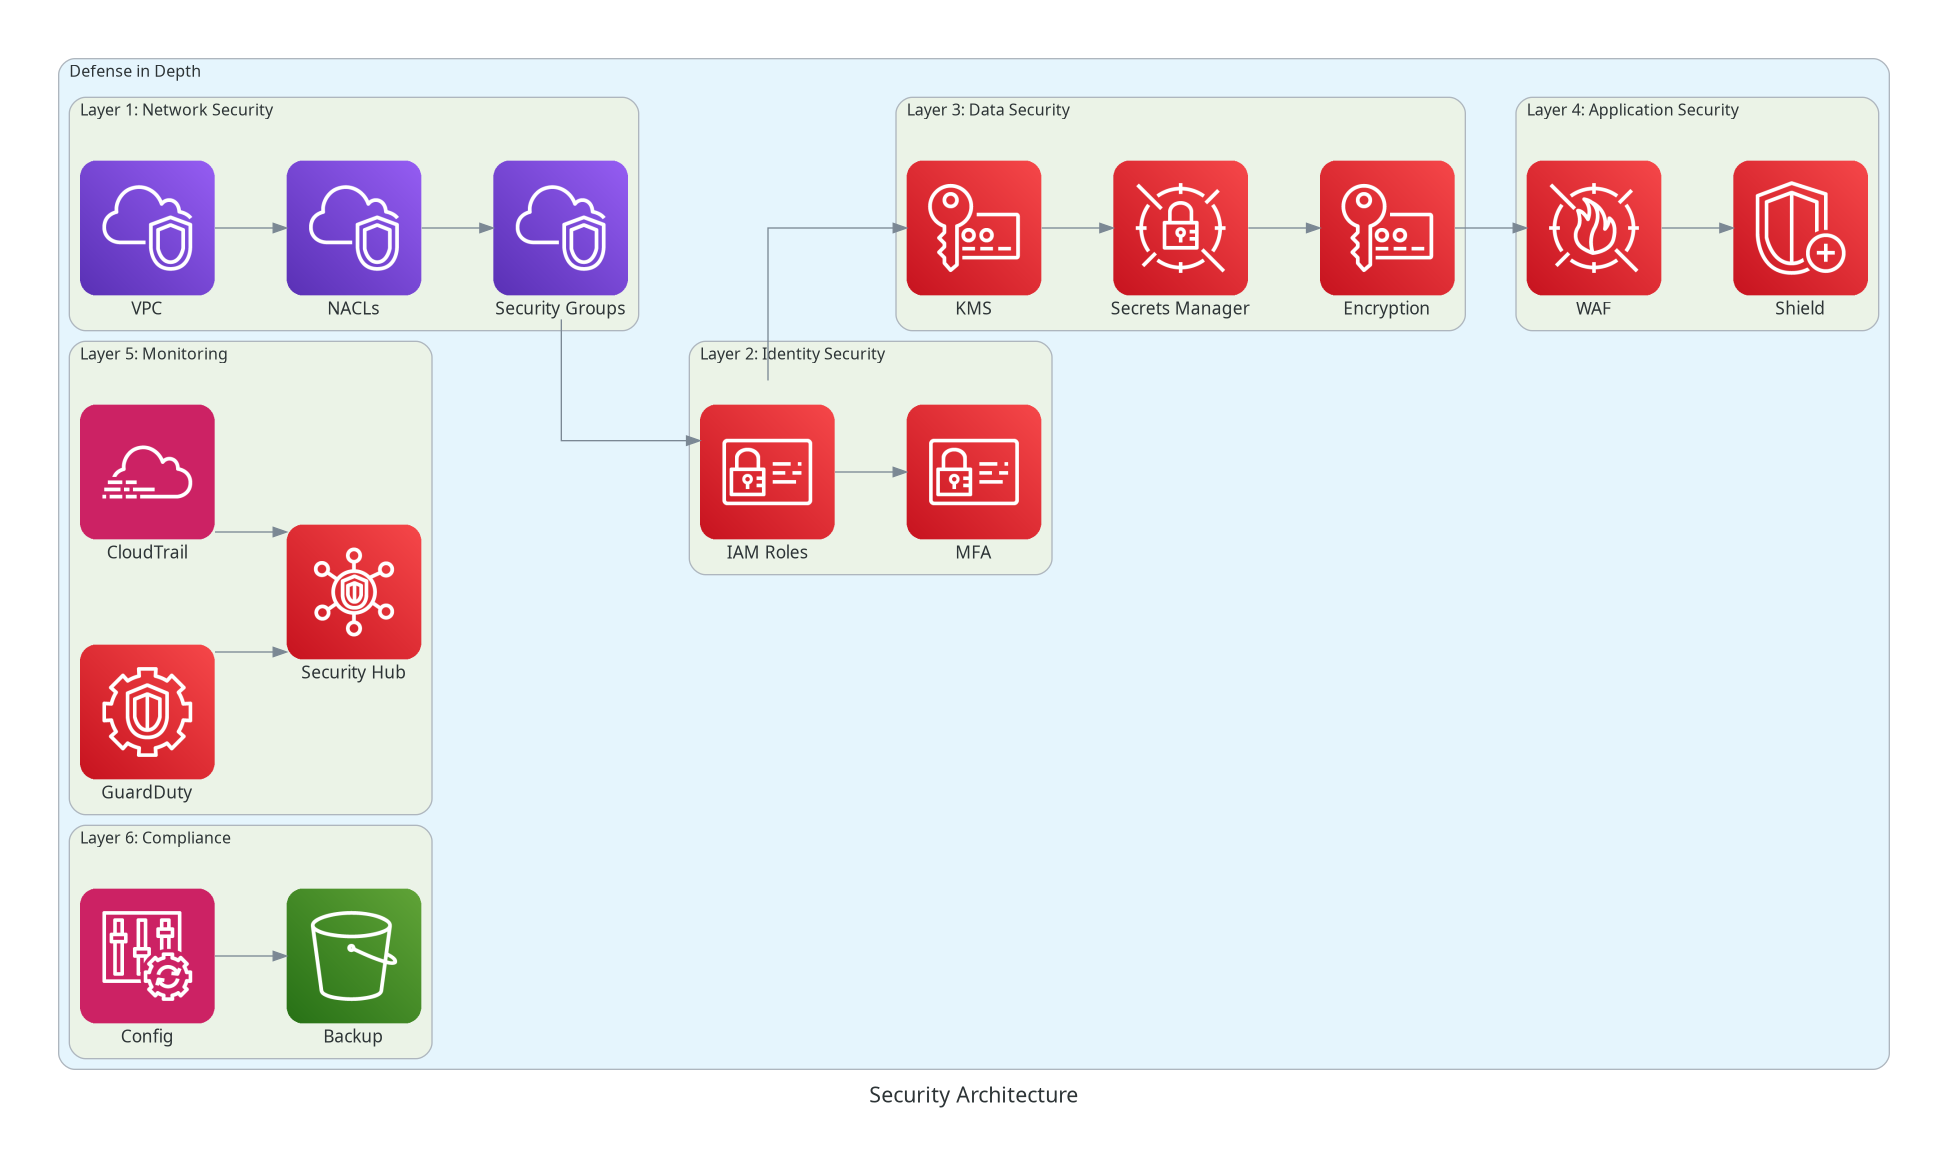 Defense in Depth
Layer 1: Network Security
VPC
NACLs
Security Groups
Layer 2: Identity Security
IAM Roles
MFA
Layer 3: Data Security
KMS
Secrets Manager
Encryption
Layer 4: Application Security
WAF
Shield
Layer 5: Monitoring
CloudTrail
Security Hub
GuardDuty
Layer 6: Compliance
Config
Backup
Security Architecture